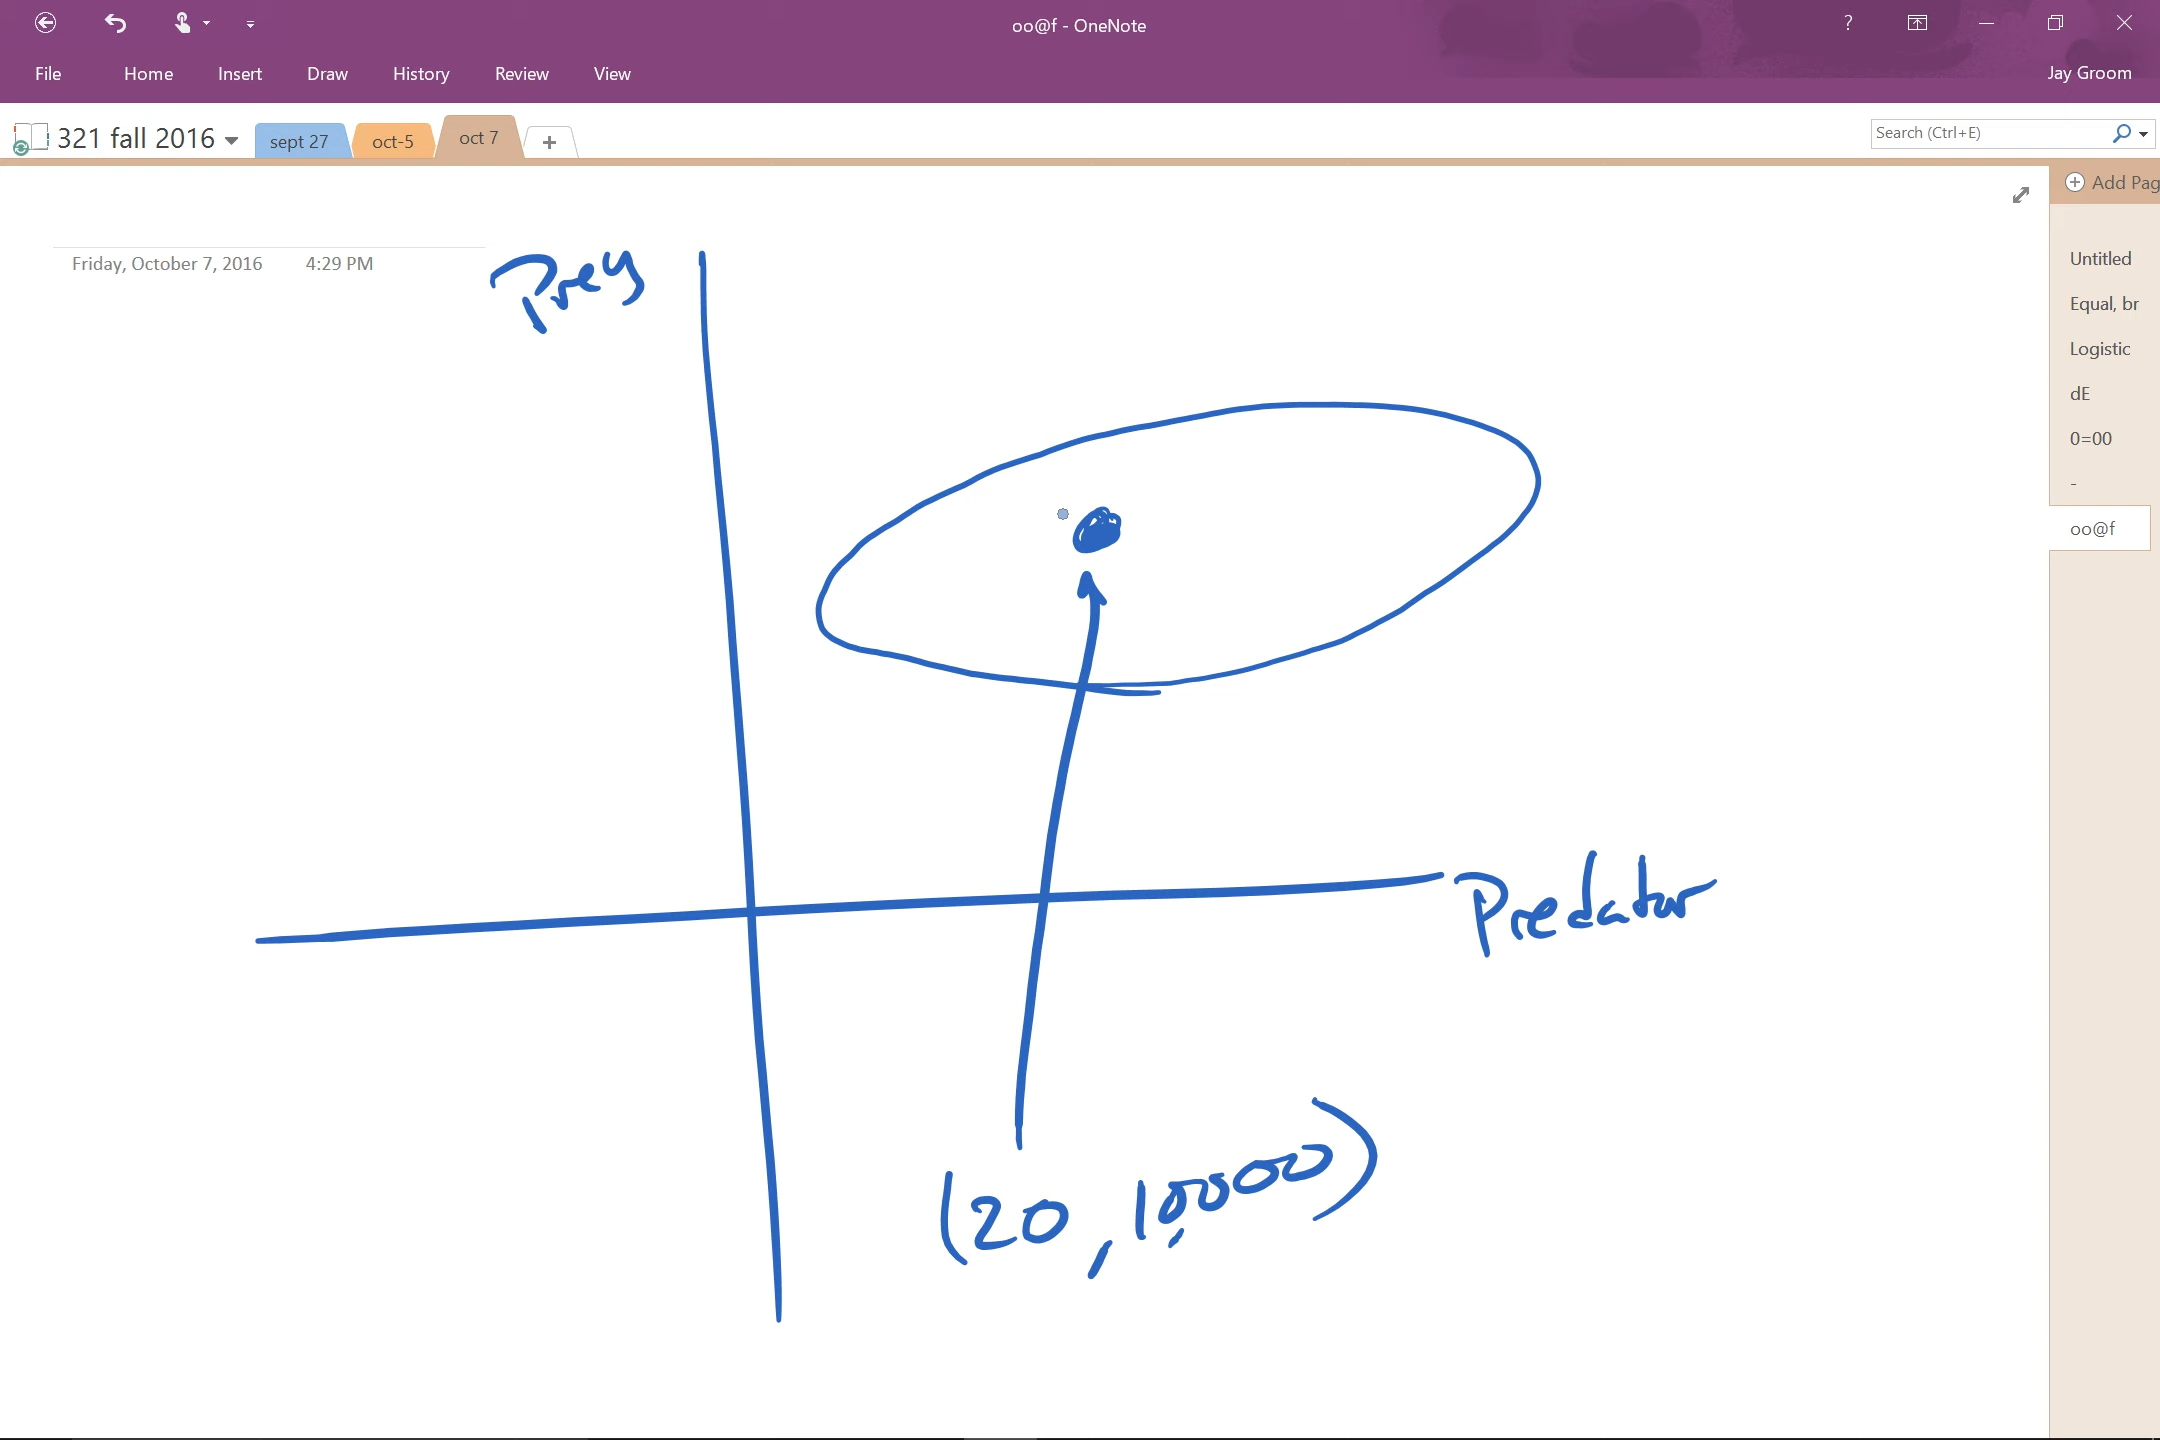 oo@f - OneNote
?
File Home Insert Draw History Review View
Jay Groom
321 fall 2016 sept 27 oct-5 oct 7 +
Search (Ctrl+E)
Add Pag
Friday, October 7, 2016 4:29 PM
Untitled
Equal, br
Logistic
dE
0=00
-
oo@f
Prey
Predator
(20, 10,000)